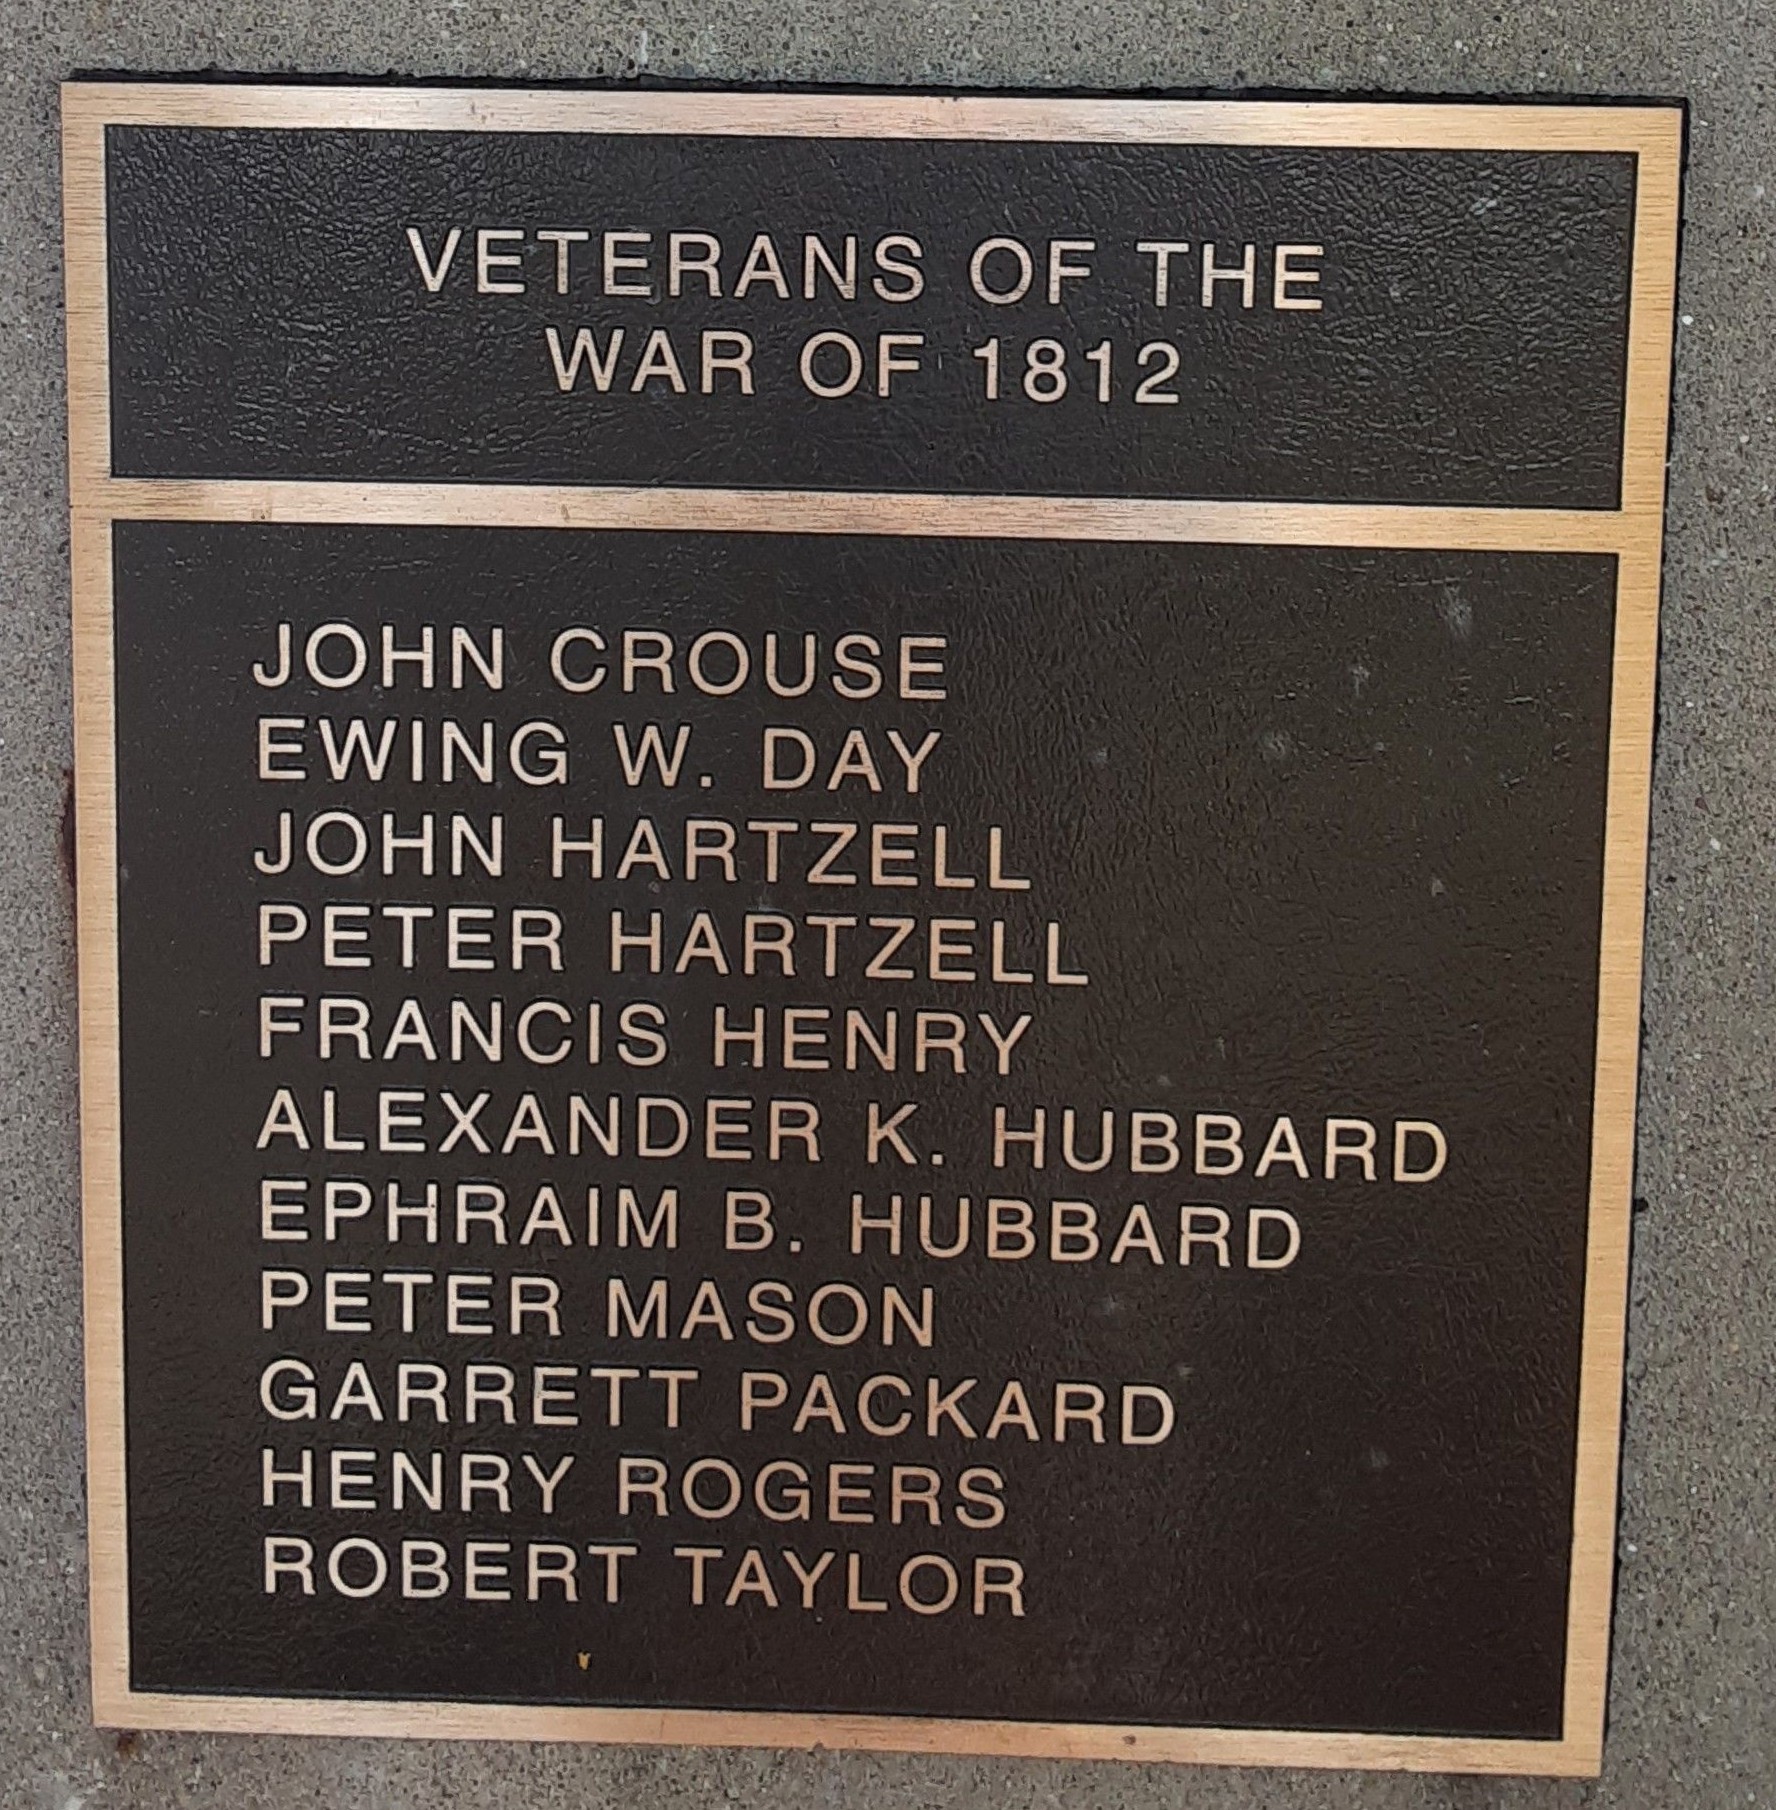 VETERANS OF THE
WAR OF 1812
JOHN CROUSE
EWING W. DAY
JOHN HARTZELL
PETER HARTZELL
FRANCIS HENRY
ALEXANDER K. HUBBARD
EPHRAIM B. HUBBARD
PETER MASON
GARRETT PACKARD
HENRY ROGERS
ROBERT TAYLOR